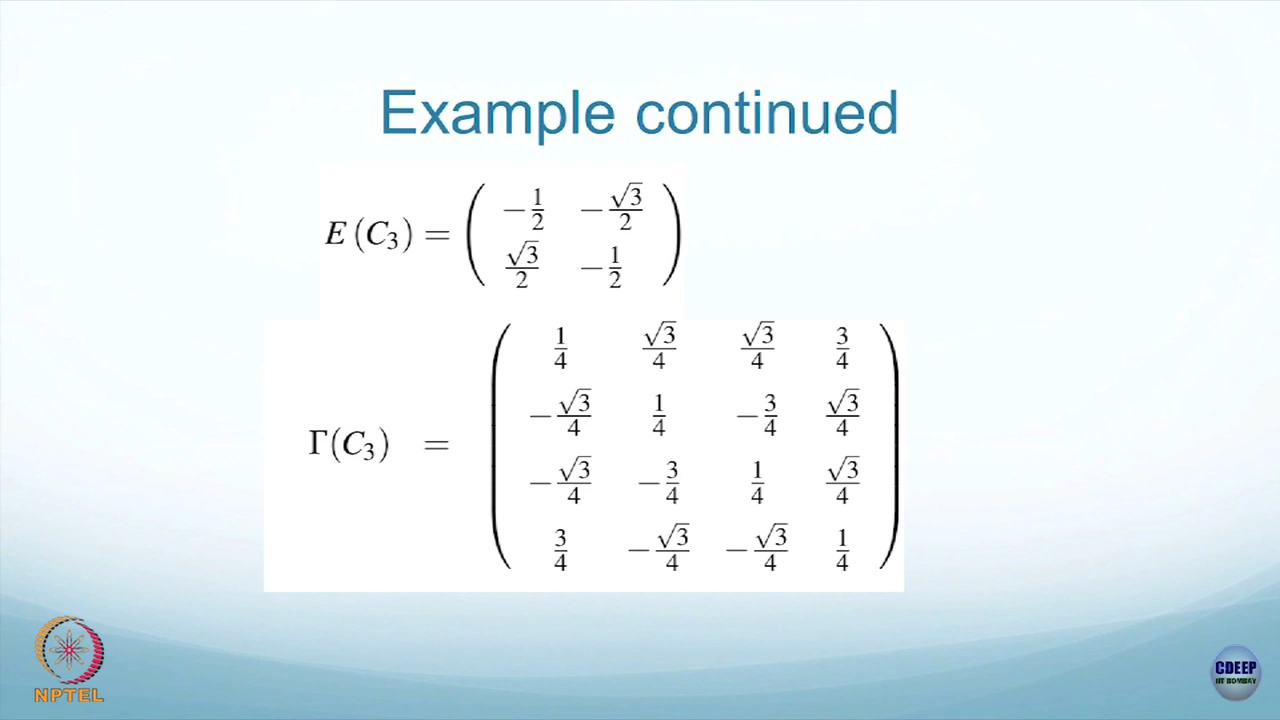 Example continued
E (C₃) = ( −1/2 −√3/2
√3/2 −1/2 )
Γ(C₃) = ( 1/4 √3/4 √3/4 3/4
−√3/4 1/4 −3/4 √3/4
−√3/4 −3/4 1/4 √3/4
3/4 −√3/4 −√3/4 1/4 )
NPTEL
CDEEP
IIT BOMBAY